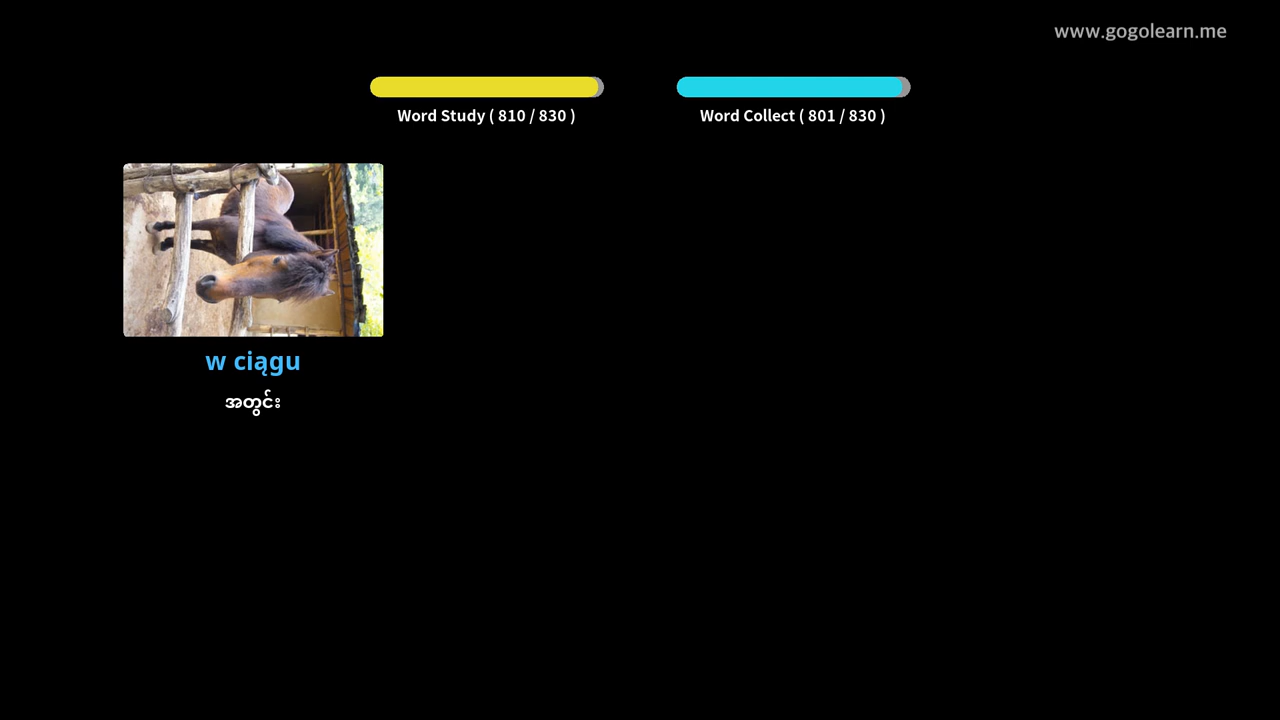 www.gogolearn.me
Word Study ( 810 / 830 )
Word Collect ( 801 / 830 )
w ciągu
အတွင်း